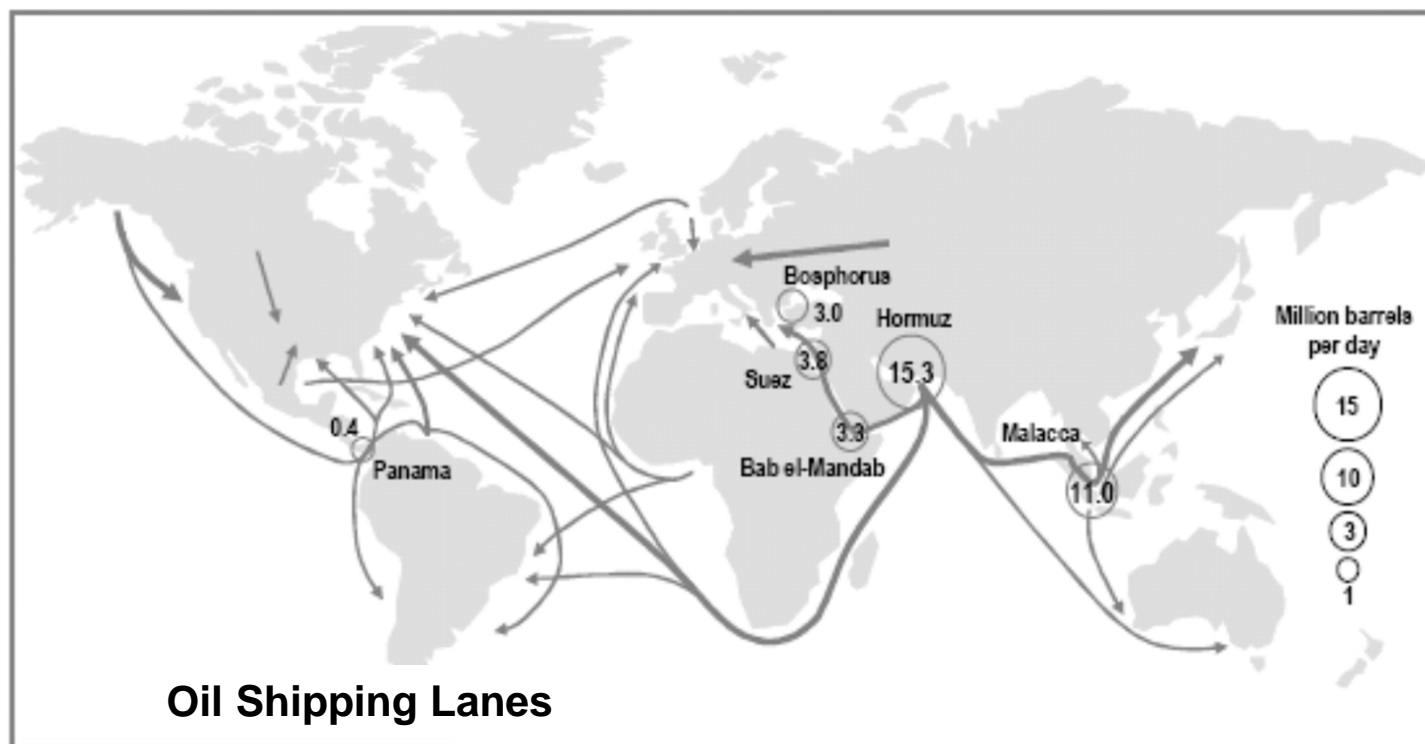 Bosphorus
3.0
Hormuz
15.3
Suez
3.8
3.3
Bab el-Mandab
Malacca
11.0
0.4
Panama
Million barrels
per day
15
10
3
1
Oil Shipping Lanes